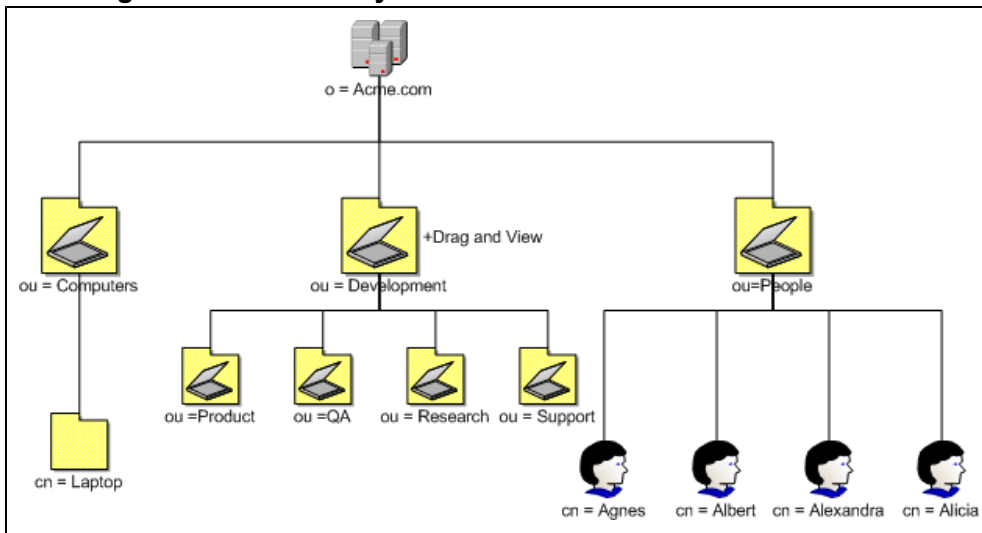 o = Acme.com
+Drag and View
ou = Computers
ou = Development
ou=People
ou =Product
ou =QA
ou = Research
ou = Support
cn = Laptop
cn = Agnes
cn = Albert
cn = Alexandra
cn = Alicia